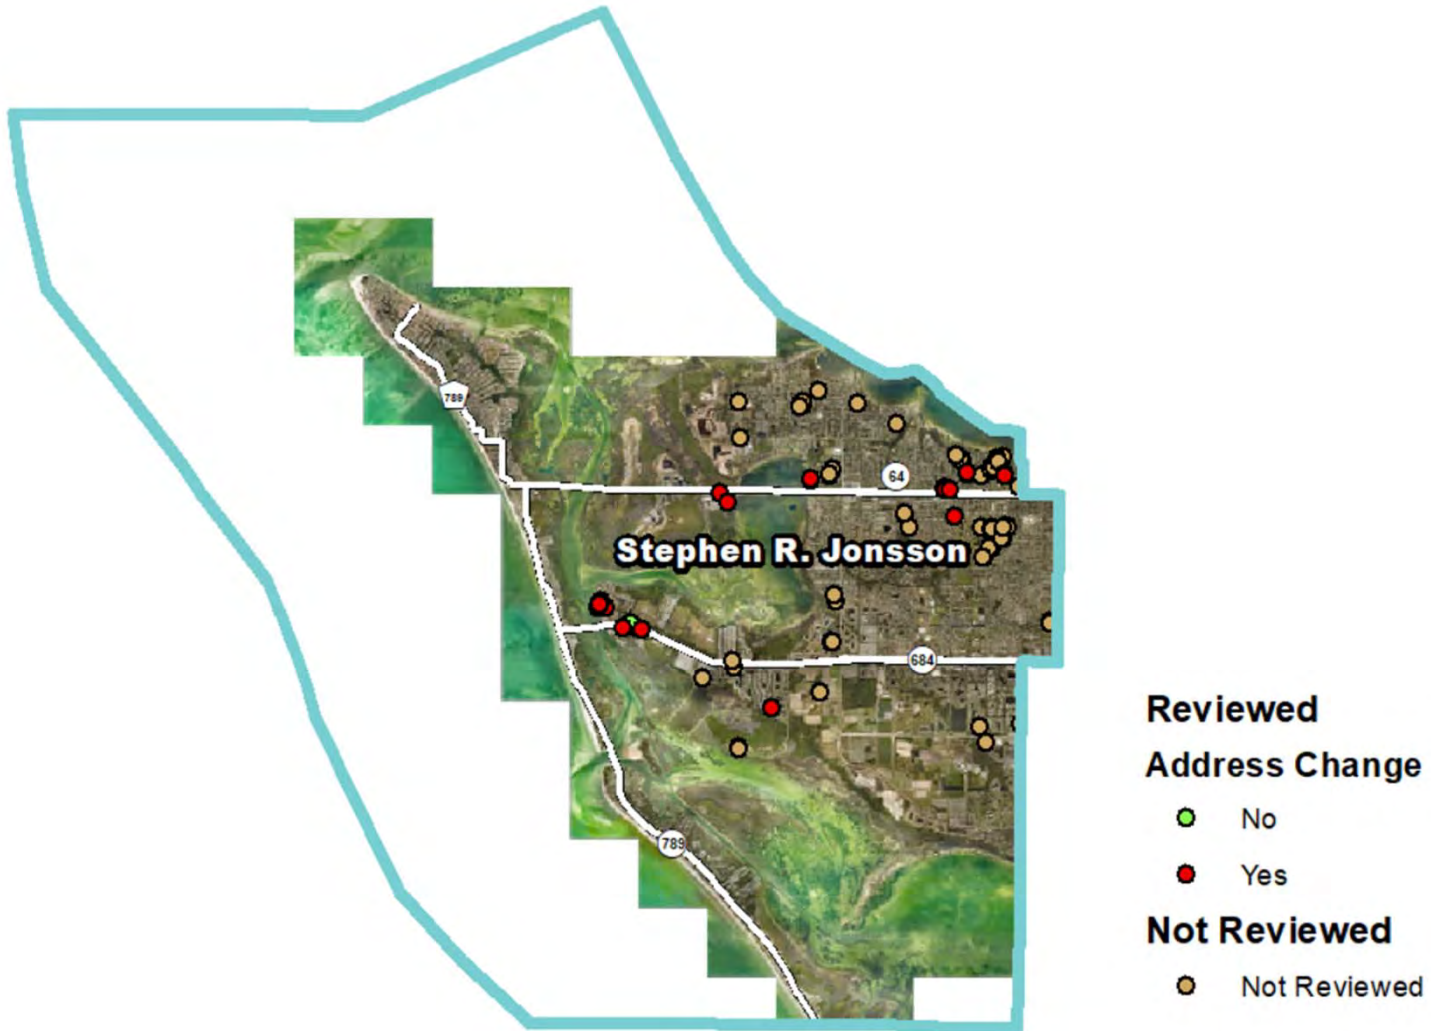 789
64
Stephen R. Jonsson
684
789
Reviewed
Address Change
No
Yes
Not Reviewed
Not Reviewed